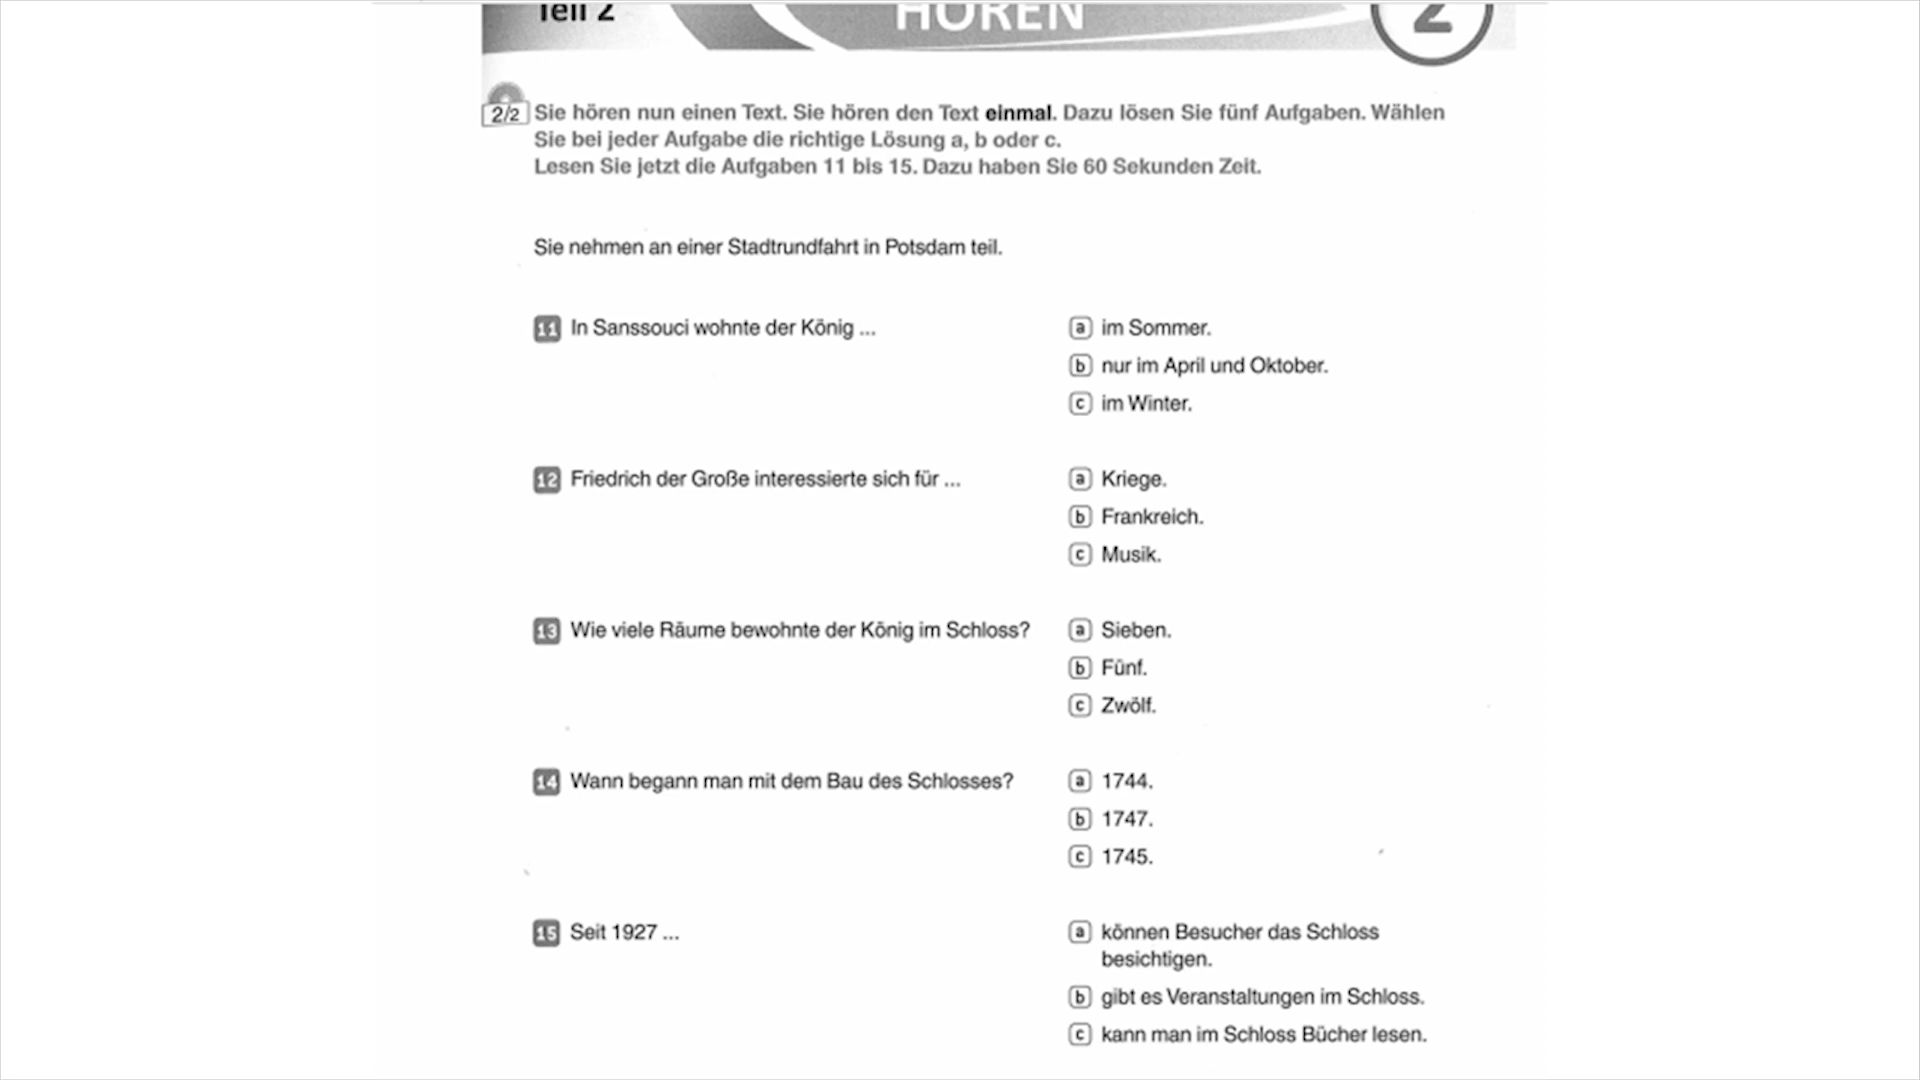 Teil 2
HÖREN
2
2/2
Sie hören nun einen Text. Sie hören den Text einmal. Dazu lösen Sie fünf Aufgaben. Wählen
Sie bei jeder Aufgabe die richtige Lösung a, b oder c.
Lesen Sie jetzt die Aufgaben 11 bis 15. Dazu haben Sie 60 Sekunden Zeit.
Sie nehmen an einer Stadtrundfahrt in Potsdam teil.
11 In Sanssouci wohnte der König ...
a im Sommer.
b nur im April und Oktober.
c im Winter.
12 Friedrich der Große interessierte sich für ...
a Kriege.
b Frankreich.
c Musik.
13 Wie viele Räume bewohnte der König im Schloss?
a Sieben.
b Fünf.
c Zwölf.
14 Wann begann man mit dem Bau des Schlosses?
a 1744.
b 1747.
c 1745.
15 Seit 1927 ...
a können Besucher das Schloss
besichtigen.
b gibt es Veranstaltungen im Schloss.
c kann man im Schloss Bücher lesen.